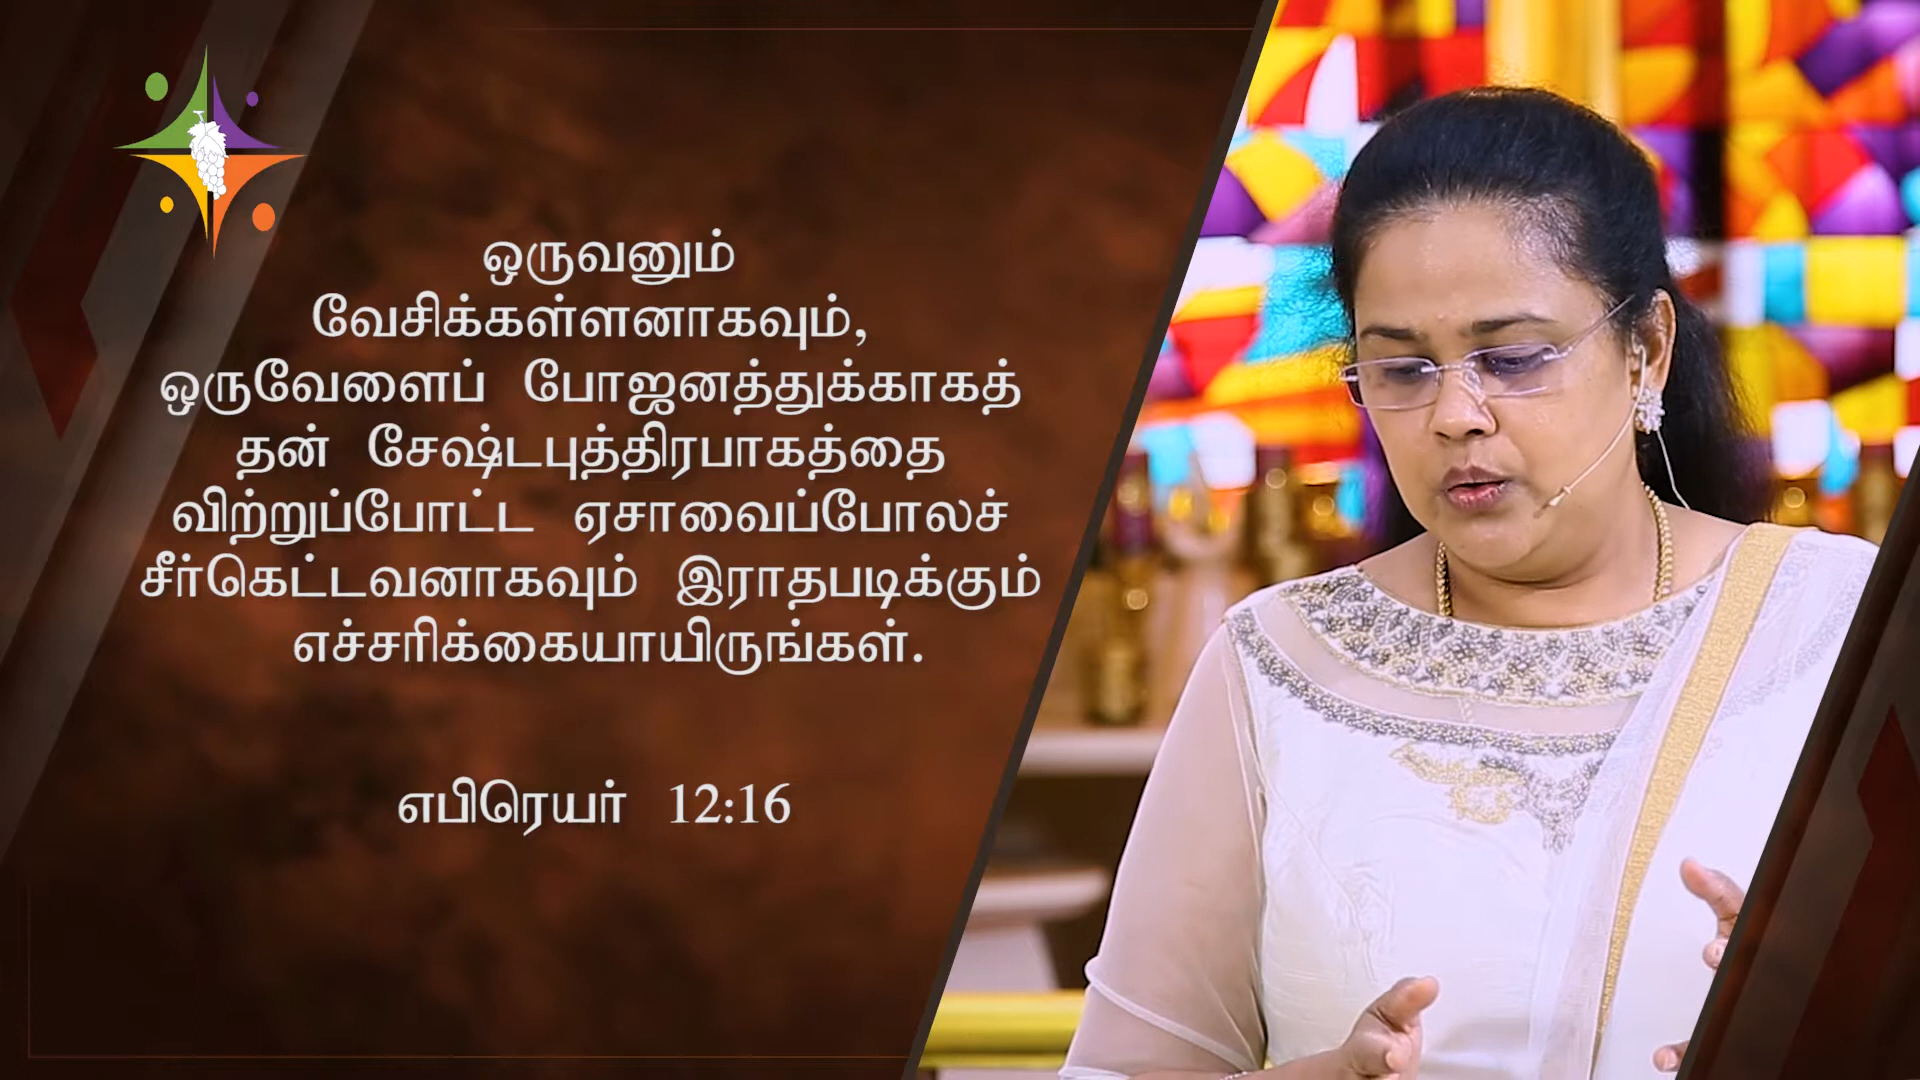 ஒருவனும்
வேசிக்கள்ளனாகவும்,
ஒருவேளைப் போஜனத்துக்காகத்
தன் சேஷ்டபுத்திரபாகத்தை
விற்றுப்போட்ட ஏசாவைப்போலச்
சீர்கெட்டவனாகவும் இராதபடிக்கும்
எச்சரிக்கையாயிருங்கள்.
எபிரெயர் 12:16